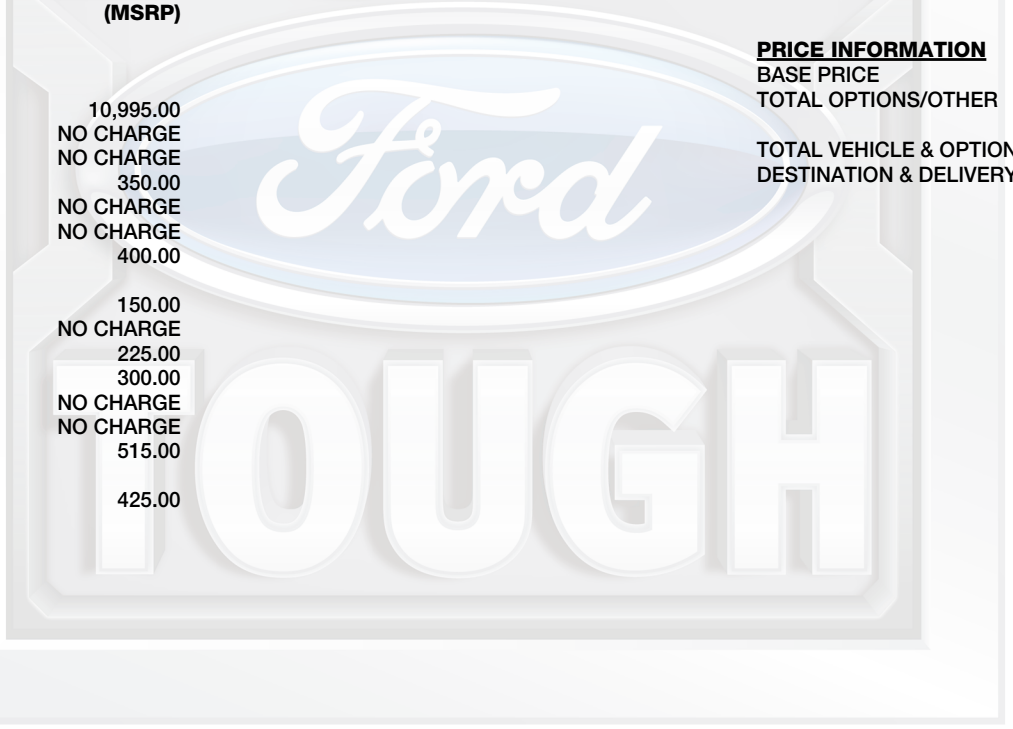 (MSRP)
10,995.00
NO CHARGE
NO CHARGE
350.00
NO CHARGE
NO CHARGE
400.00
150.00
NO CHARGE
225.00
300.00
NO CHARGE
NO CHARGE
515.00
425.00
PRICE INFORMATION
BASE PRICE
TOTAL OPTIONS/OTHER
TOTAL VEHICLE & OPTION
DESTINATION & DELIVERY
Ford
TOUGH